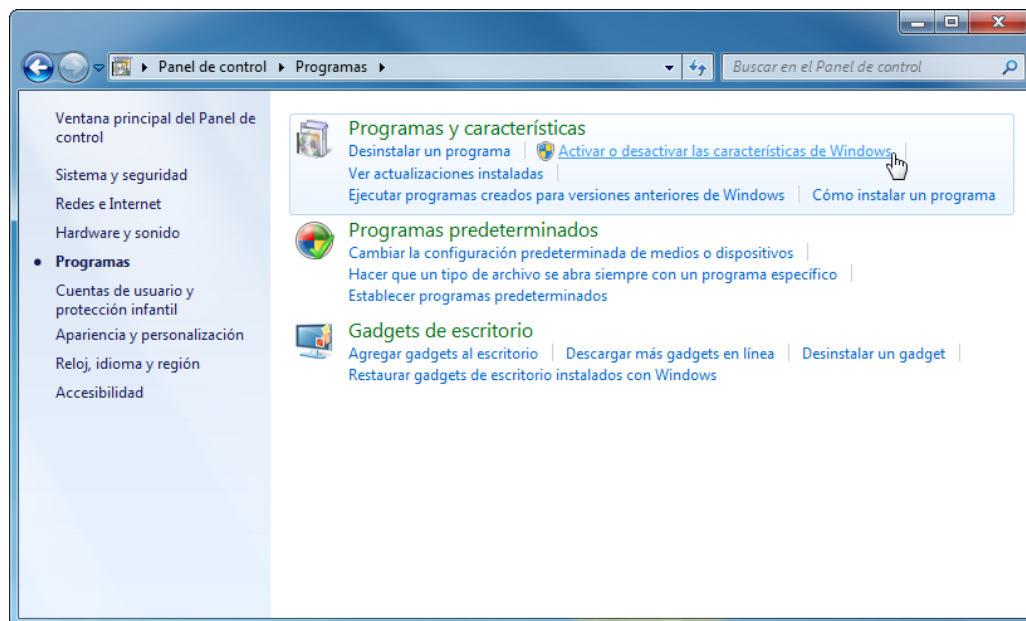 Panel de control Programas
Buscar en el Panel de control
Ventana principal del Panel de
control
Sistema y seguridad
Redes e Internet
Hardware y sonido
Programas
Cuentas de usuario y
protección infantil
Apariencia y personalización
Reloj, idioma y región
Accesibilidad
Programas y características
Desinstalar un programa Activar o desactivar las características de Windows
Ver actualizaciones instaladas
Ejecutar programas creados para versiones anteriores de Windows Cómo instalar un programa
Programas predeterminados
Cambiar la configuración predeterminada de medios o dispositivos
Hacer que un tipo de archivo se abra siempre con un programa específico
Establecer programas predeterminados
Gadgets de escritorio
Agregar gadgets al escritorio Descargar más gadgets en línea Desinstalar un gadget
Restaurar gadgets de escritorio instalados con Windows